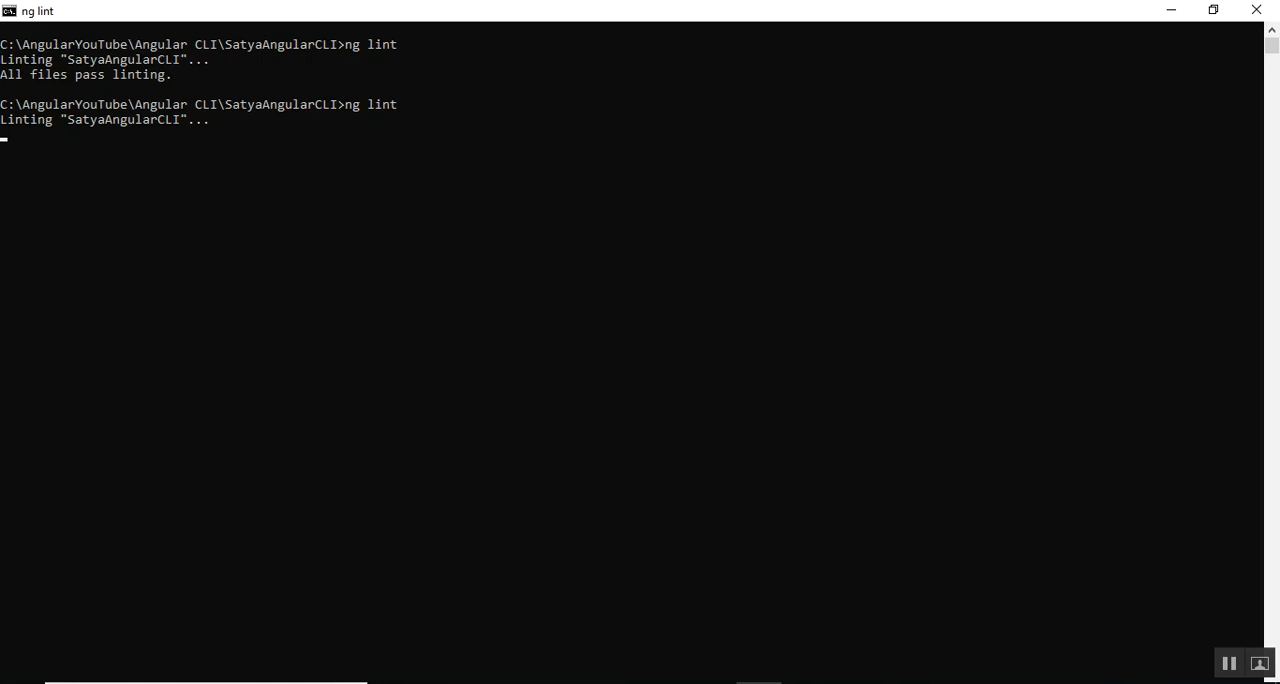 ng lint
C:\AngularYouTube\Angular CLI\SatyaAngularCLI>ng lint
Linting "SatyaAngularCLI"...
All files pass linting.
C:\AngularYouTube\Angular CLI\SatyaAngularCLI>ng lint
Linting "SatyaAngularCLI"...